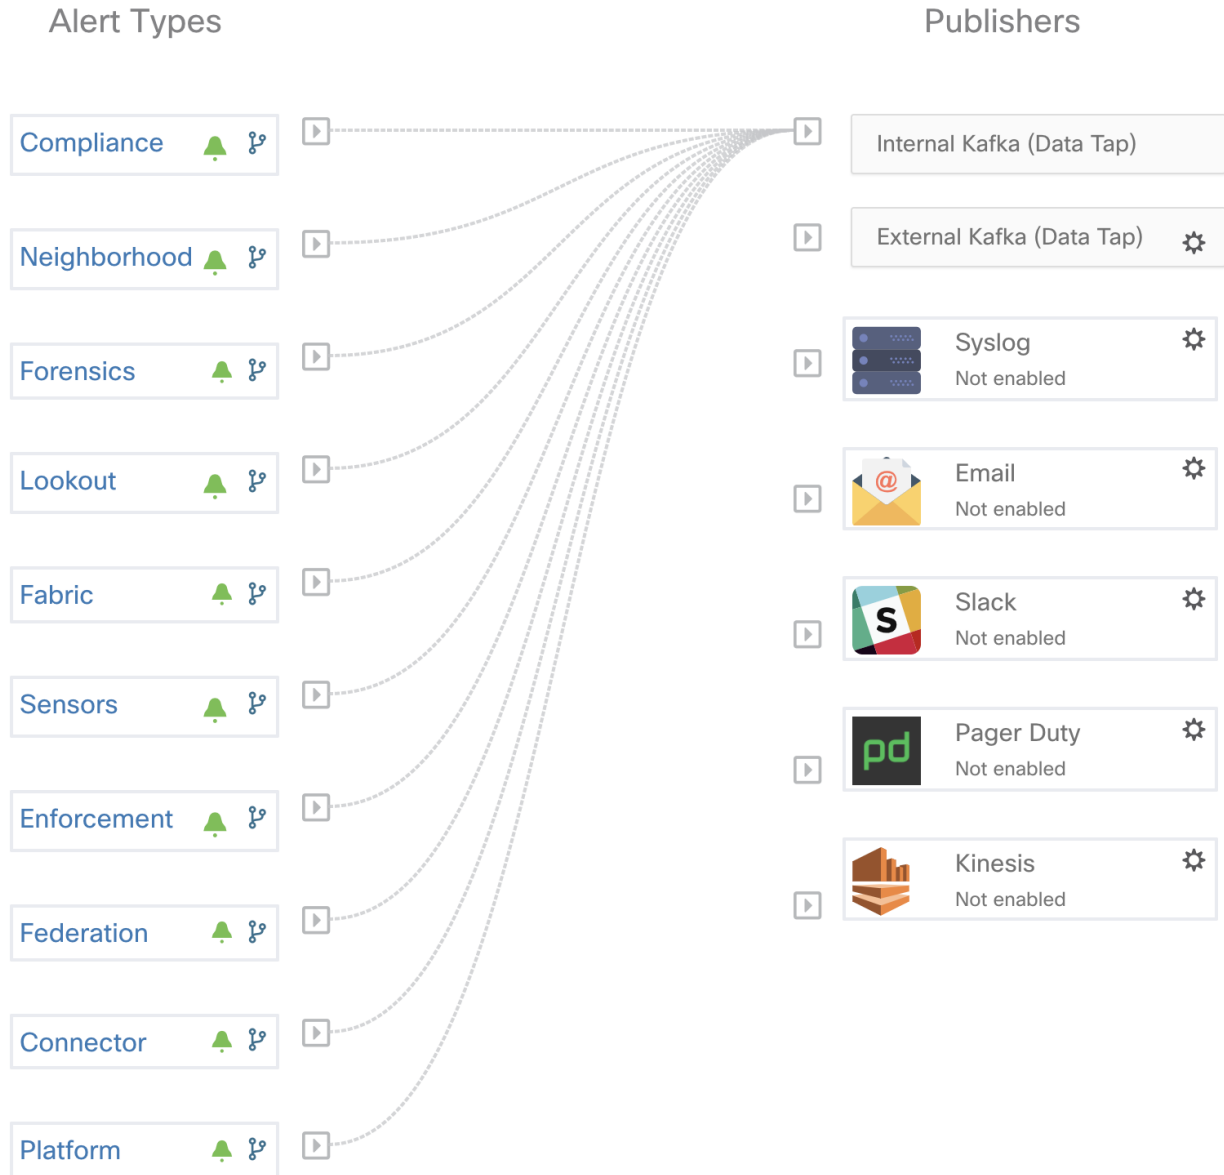 Alert Types
Publishers
Compliance
Neighborhood
Forensics
Lookout
Fabric
Sensors
Enforcement
Federation
Connector
Platform
Internal Kafka (Data Tap)
External Kafka (Data Tap)
Syslog
Not enabled
@
Email
Not enabled
S
Slack
Not enabled
pd
Pager Duty
Not enabled
Kinesis
Not enabled